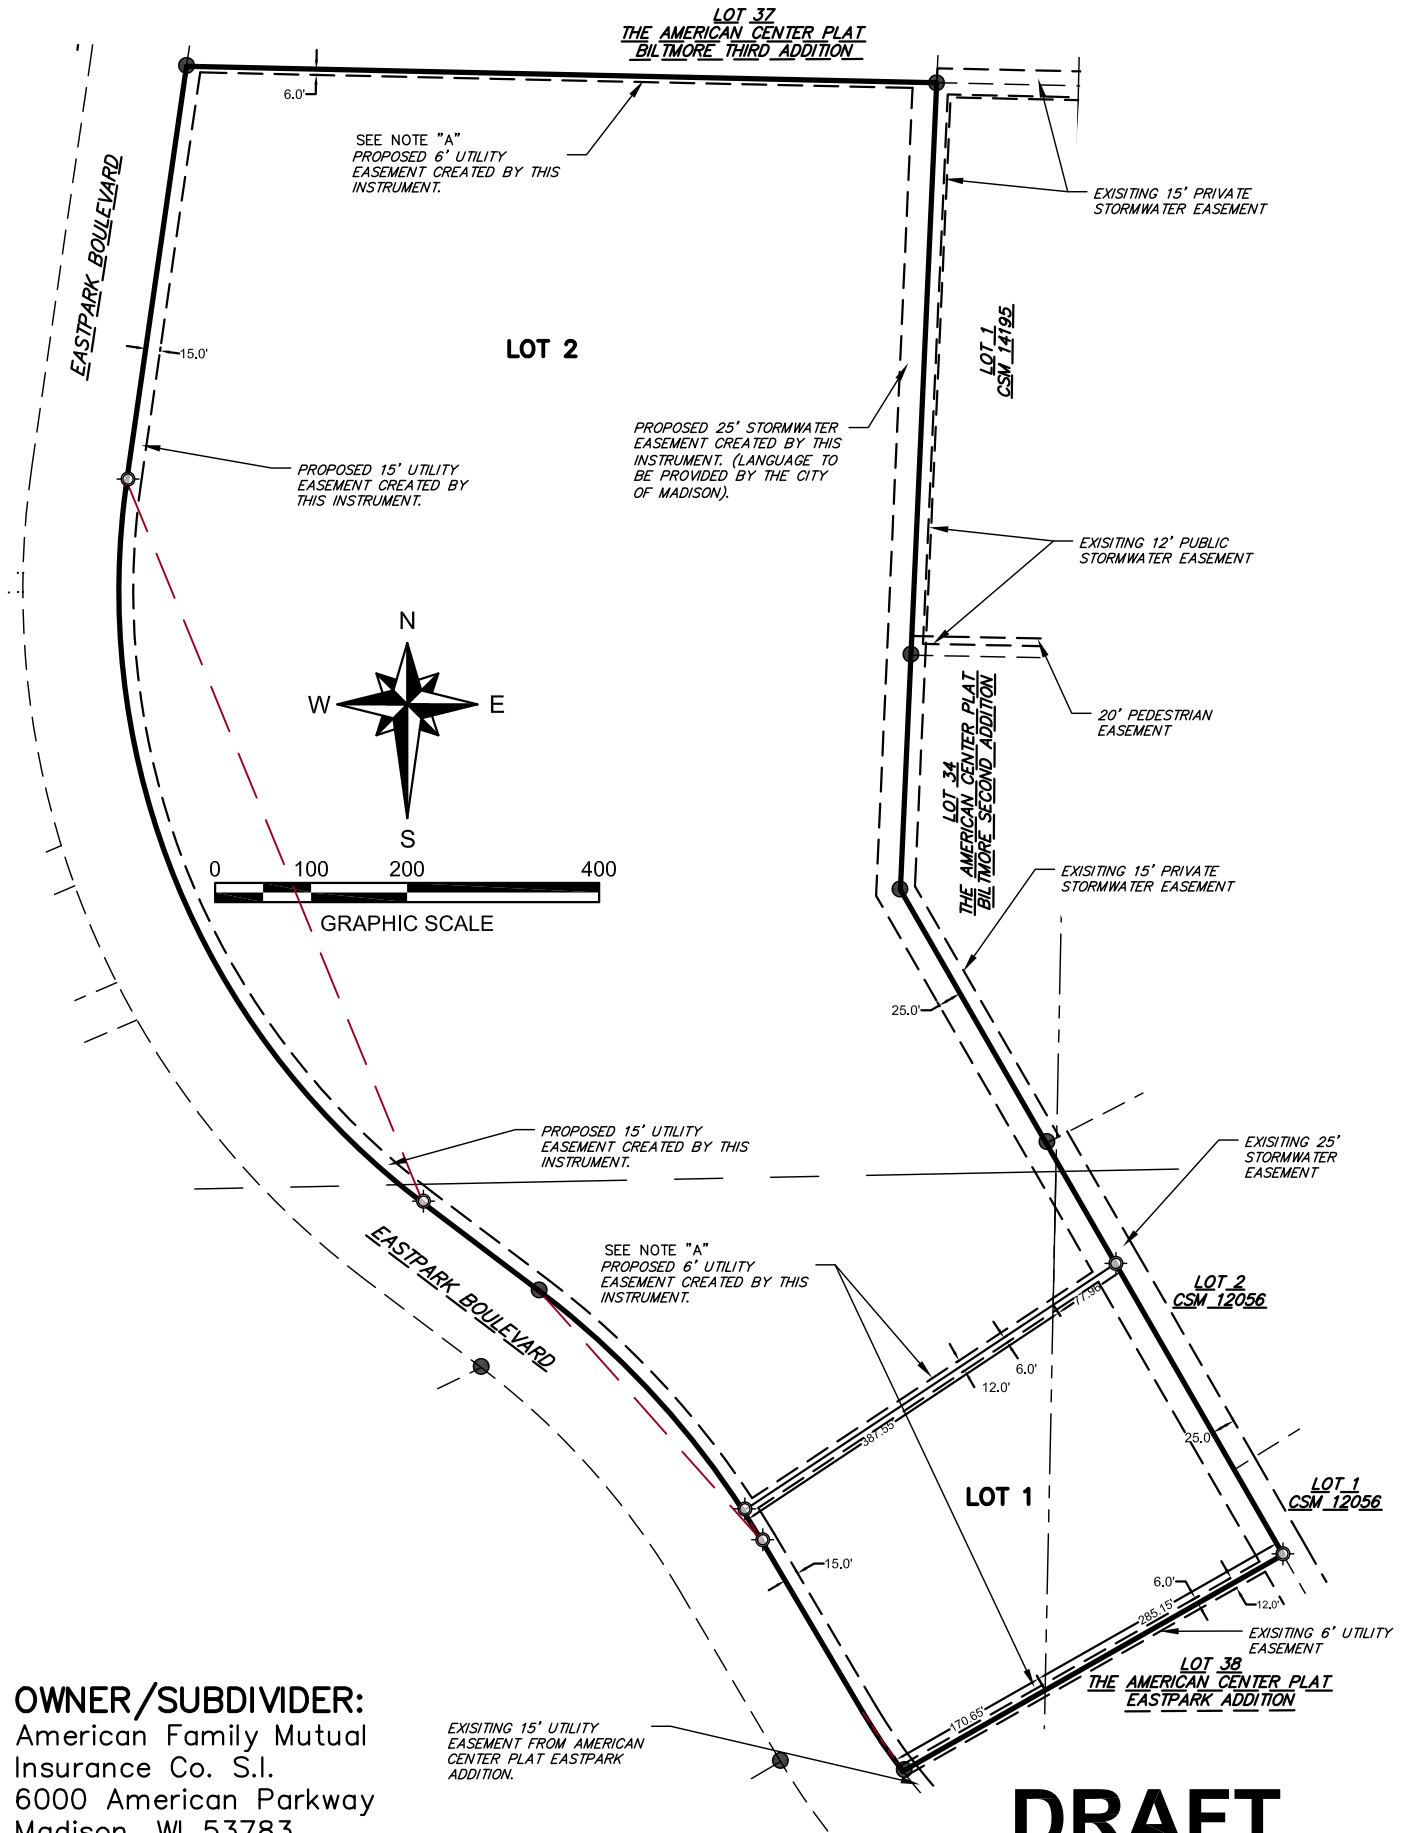 LOT 37
THE AMERICAN CENTER PLAT
BILTMORE THIRD ADDITION
6.0'
SEE NOTE "A"
PROPOSED 6' UTILITY
EASEMENT CREATED BY THIS
INSTRUMENT.
EXISITING 15' PRIVATE
STORMWATER EASEMENT
EASTPARK BOULEVARD
15.0'
LOT 2
LOT 1
CSM 14195
PROPOSED 25' STORMWATER
EASEMENT CREATED BY THIS
INSTRUMENT. (LANGUAGE TO
BE PROVIDED BY THE CITY
OF MADISON).
PROPOSED 15' UTILITY
EASEMENT CREATED BY
THIS INSTRUMENT.
EXISITING 12' PUBLIC
STORMWATER EASEMENT
N
W
E
S
20' PEDESTRIAN
EASEMENT
LOT 34
THE AMERICAN CENTER PLAT
BILTMORE SECOND ADDITION
0 100 200 400
GRAPHIC SCALE
EXISITING 15' PRIVATE
STORMWATER EASEMENT
25.0'
PROPOSED 15' UTILITY
EASEMENT CREATED BY THIS
INSTRUMENT.
EXISITING 25'
STORMWATER
EASEMENT
EASTPARK BOULEVARD
SEE NOTE "A"
PROPOSED 6' UTILITY
EASEMENT CREATED BY THIS
INSTRUMENT.
77.96'
LOT 2
CSM 12056
6.0'
12.0'
387.55'
25.0'
LOT 1
LOT 1
CSM 12056
15.0'
6.0'
12.0'
285.15'
EXISITING 6' UTILITY
EASEMENT
LOT 38
THE AMERICAN CENTER PLAT
EASTPARK ADDITION
170.65'
EXISITING 15' UTILITY
EASEMENT FROM AMERICAN
CENTER PLAT EASTPARK
ADDITION.
OWNER/SUBDIVIDER:
American Family Mutual
Insurance Co. S.I.
6000 American Parkway
Madison, WI 53783
DRAFT